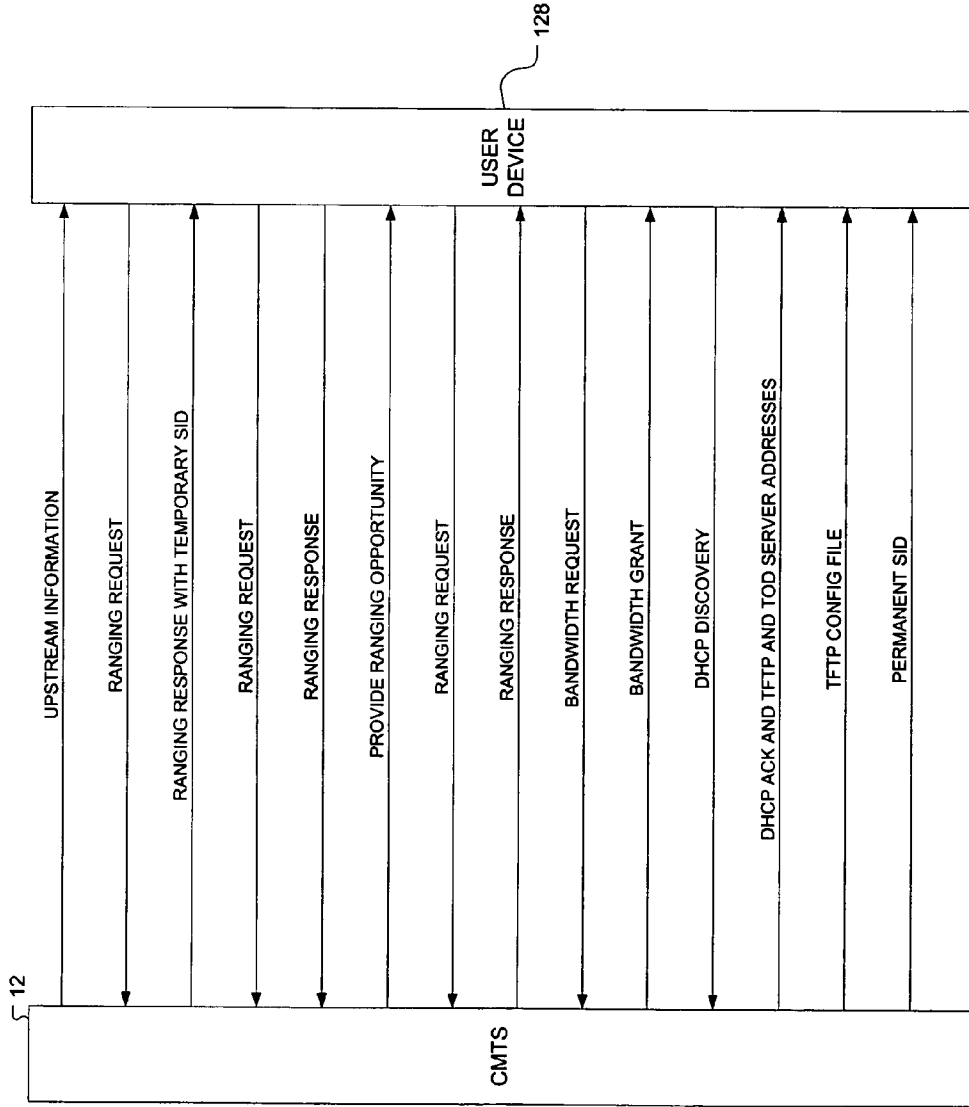 12
CMTS
UPSTREAM INFORMATION
RANGING REQUEST
RANGING RESPONSE WITH TEMPORARY SID
RANGING REQUEST
RANGING RESPONSE
PROVIDE RANGING OPPORTUNITY
RANGING REQUEST
RANGING RESPONSE
BANDWIDTH REQUEST
BANDWIDTH GRANT
DHCP DISCOVERY
DHCP ACK AND TFTP AND TOD SERVER ADDRESSES
TFTP CONFIG FILE
PERMANENT SID
USER
DEVICE
128